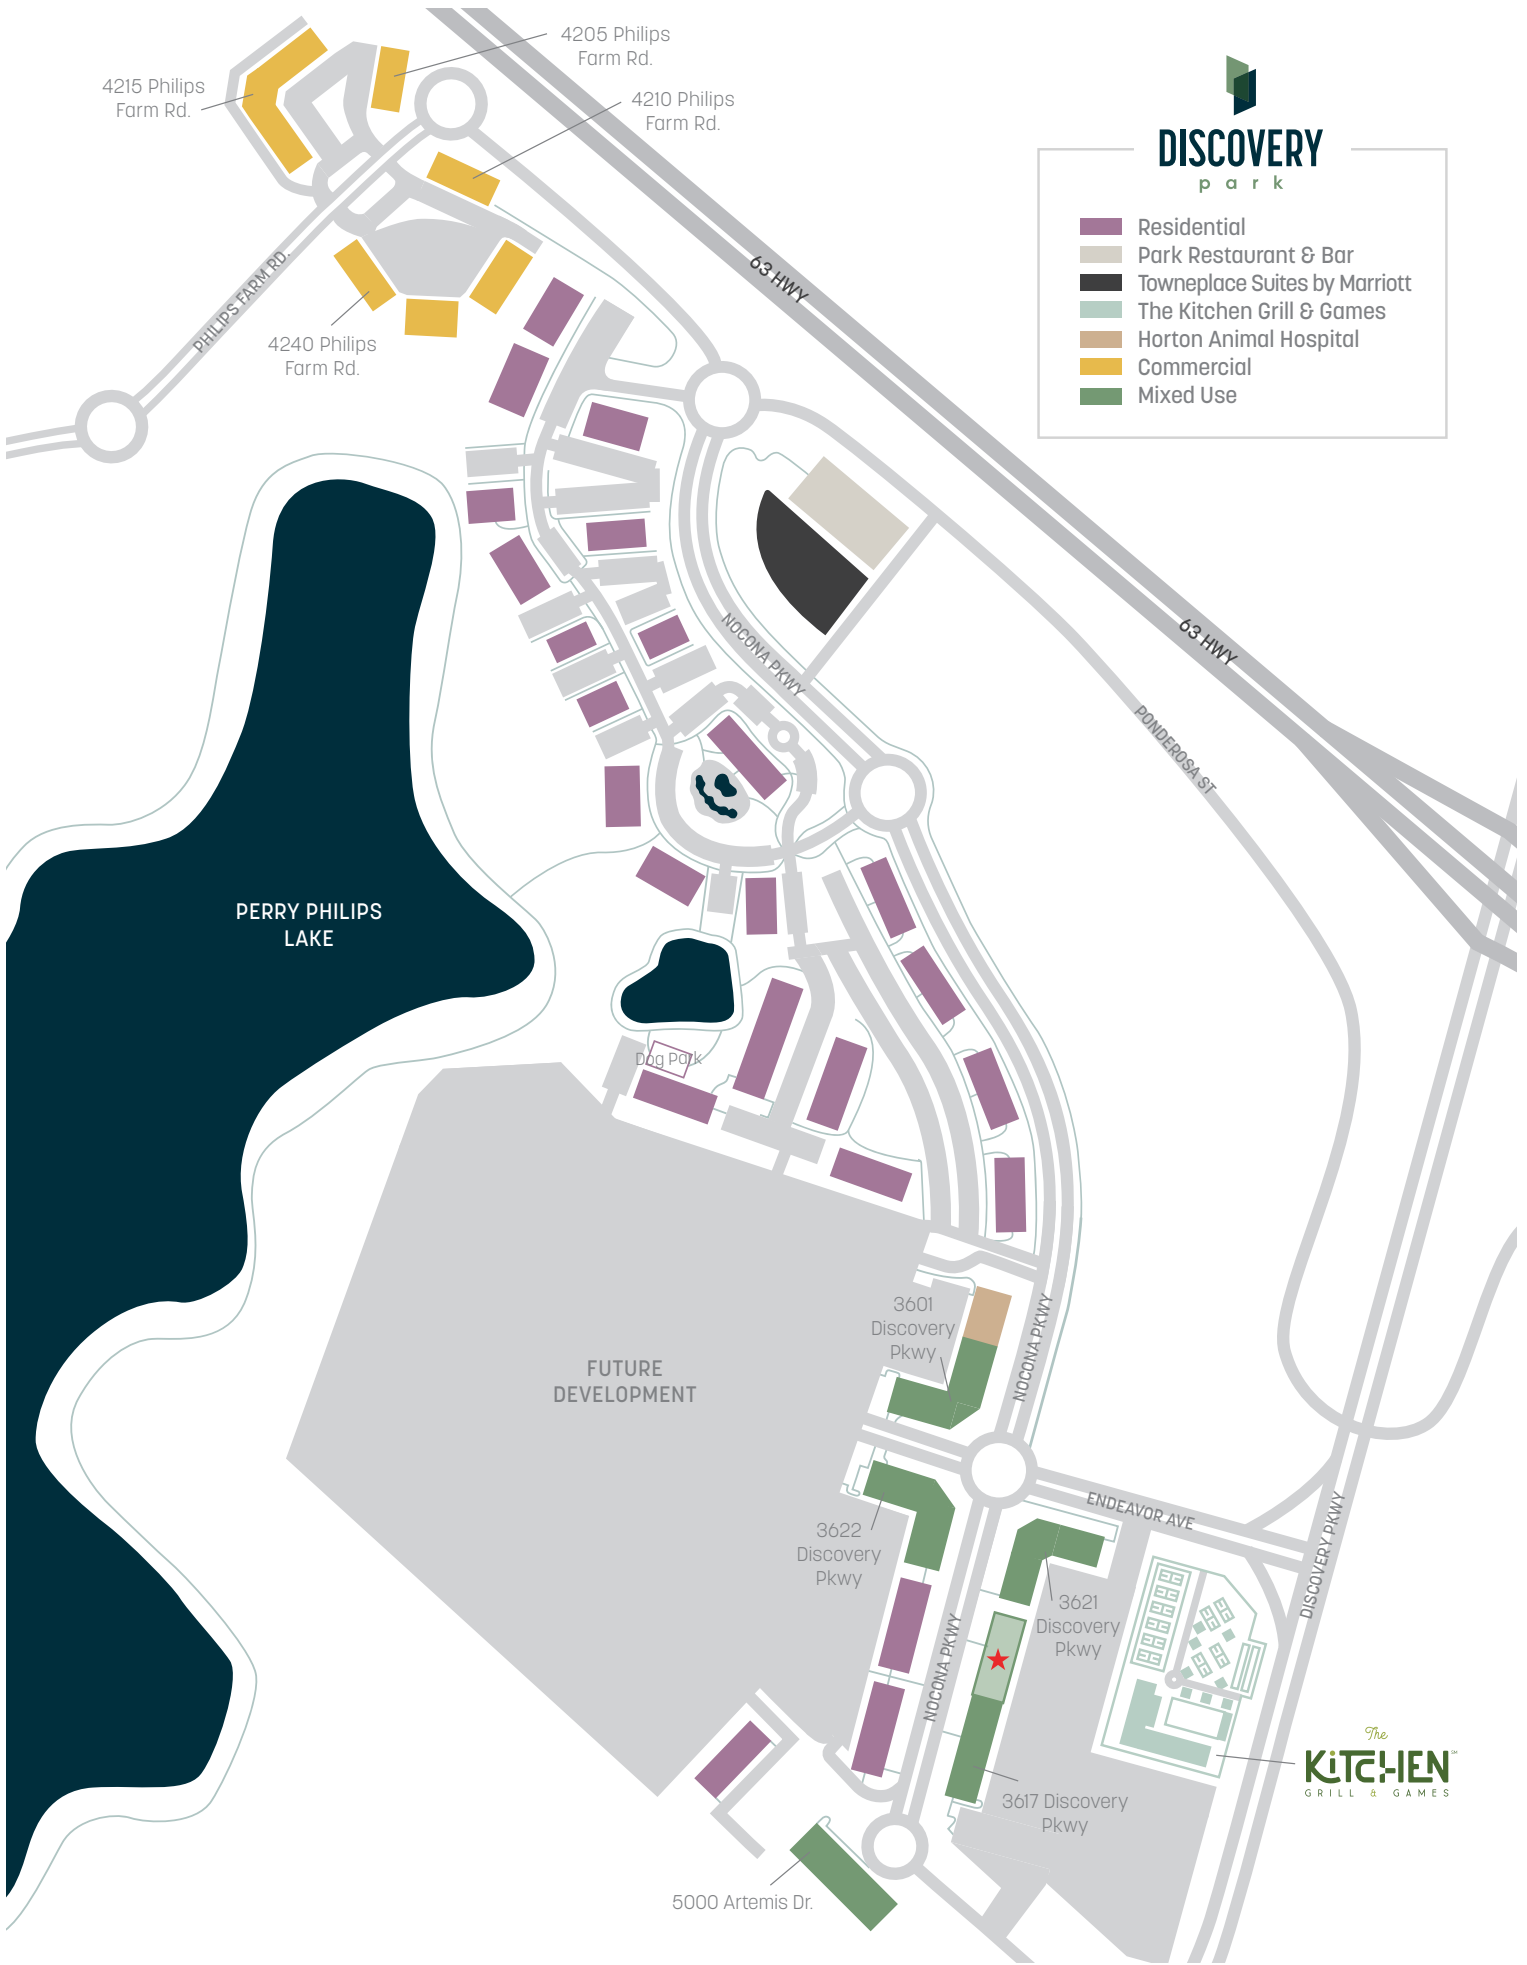 4205 Philips
Farm Rd.
4215 Philips
Farm Rd.
4210 Philips
Farm Rd.
DISCOVERY
park
Residential
Park Restaurant & Bar
Towneplace Suites by Marriott
The Kitchen Grill & Games
Horton Animal Hospital
Commercial
Mixed Use
63 HWY
PHILIPS FARM RD.
4240 Philips
Farm Rd.
NOCONA PKWY
63 HWY
PONDEROSA ST
PERRY PHILIPS
LAKE
Dog Park
3601
Discovery
Pkwy
NOCONA PKWY
FUTURE
DEVELOPMENT
ENDEAVOR AVE
DISCOVERY PKWY
3622
Discovery
Pkwy
3621
Discovery
Pkwy
NOCONA PKWY
The
KiTCHEN
SM
GRILL & GAMES
3617 Discovery
Pkwy
5000 Artemis Dr.